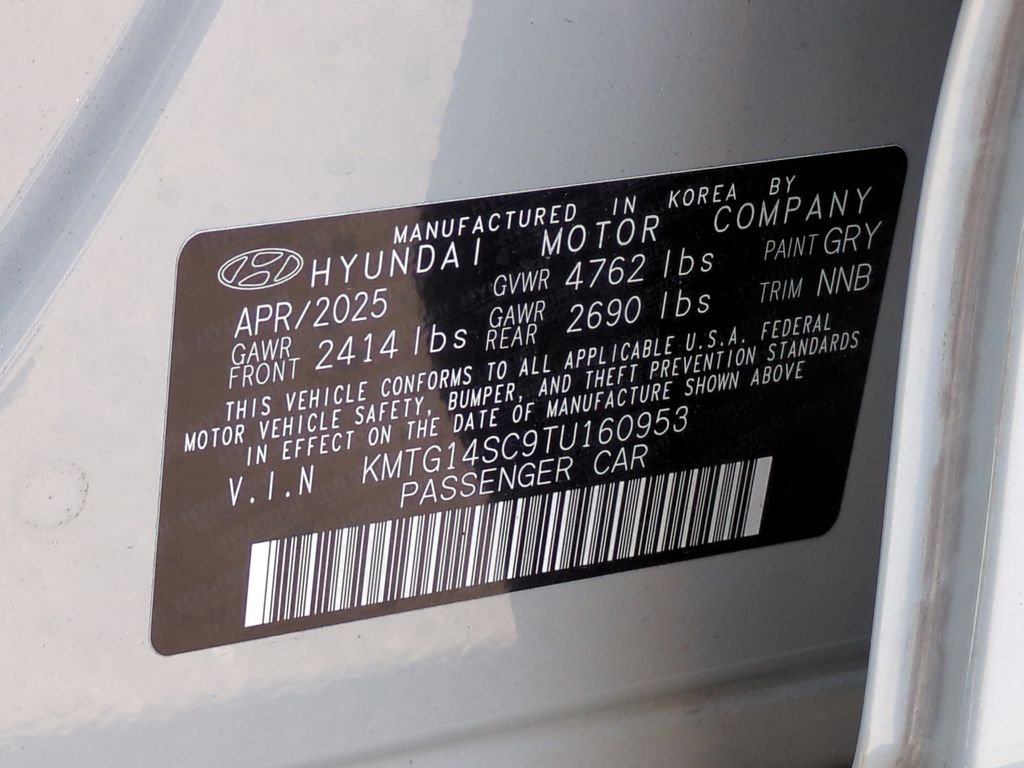 MANUFACTURED IN KOREA BY
HYUNDAI MOTOR COMPANY
APR/2025 GVWR 4762 lbs PAINT GRY
GAWR FRONT 2414 lbs GAWR REAR 2690 lbs TRIM NNB
THIS VEHICLE CONFORMS TO ALL APPLICABLE U.S.A. FEDERAL
MOTOR VEHICLE SAFETY, BUMPER, AND THEFT PREVENTION STANDARDS
IN EFFECT ON THE DATE OF MANUFACTURE SHOWN ABOVE
V.I.N KMTG14SC9TU160953
PASSENGER CAR